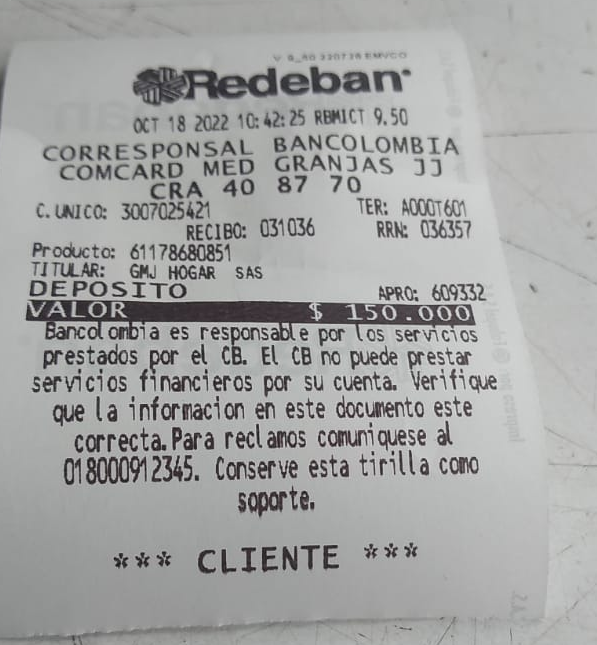 V 8_50 220728 EMVCO
Redeban
OCT 18 2022 10:42:25 RBMICT 9.50
CORRESPONSAL BANCOLOMBIA
COMCARD MED GRANJAS JJ
CRA 40 87 70
C. UNICO: 3007025421 TER: A000T601
RECIBO: 031036 RRN: 036357
Producto: 61178680851
TITULAR: GMJ HOGAR SAS
DEPOSITO APRO: 609332
VALOR $ 150.000
Bancolombia es responsable por los servicios
prestados por el CB. El CB no puede prestar
servicios financieros por su cuenta. Verifique
que la informacion en este documento este
correcta. Para reclamos comuniquese al
018000912345. Conserve esta tirilla como
soporte.
*** CLIENTE ***